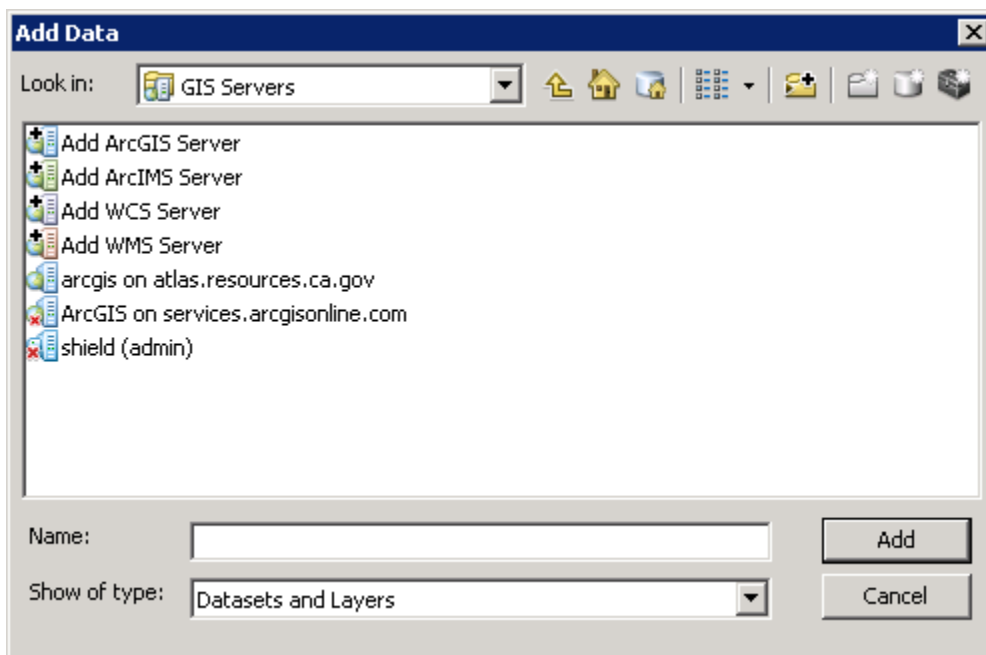 Add Data
Look in: GIS Servers
Add ArcGIS Server
Add ArcIMS Server
Add WCS Server
Add WMS Server
arcgis on atlas.resources.ca.gov
ArcGIS on services.arcgisonline.com
shield (admin)
Name: Add
Show of type: Datasets and Layers Cancel